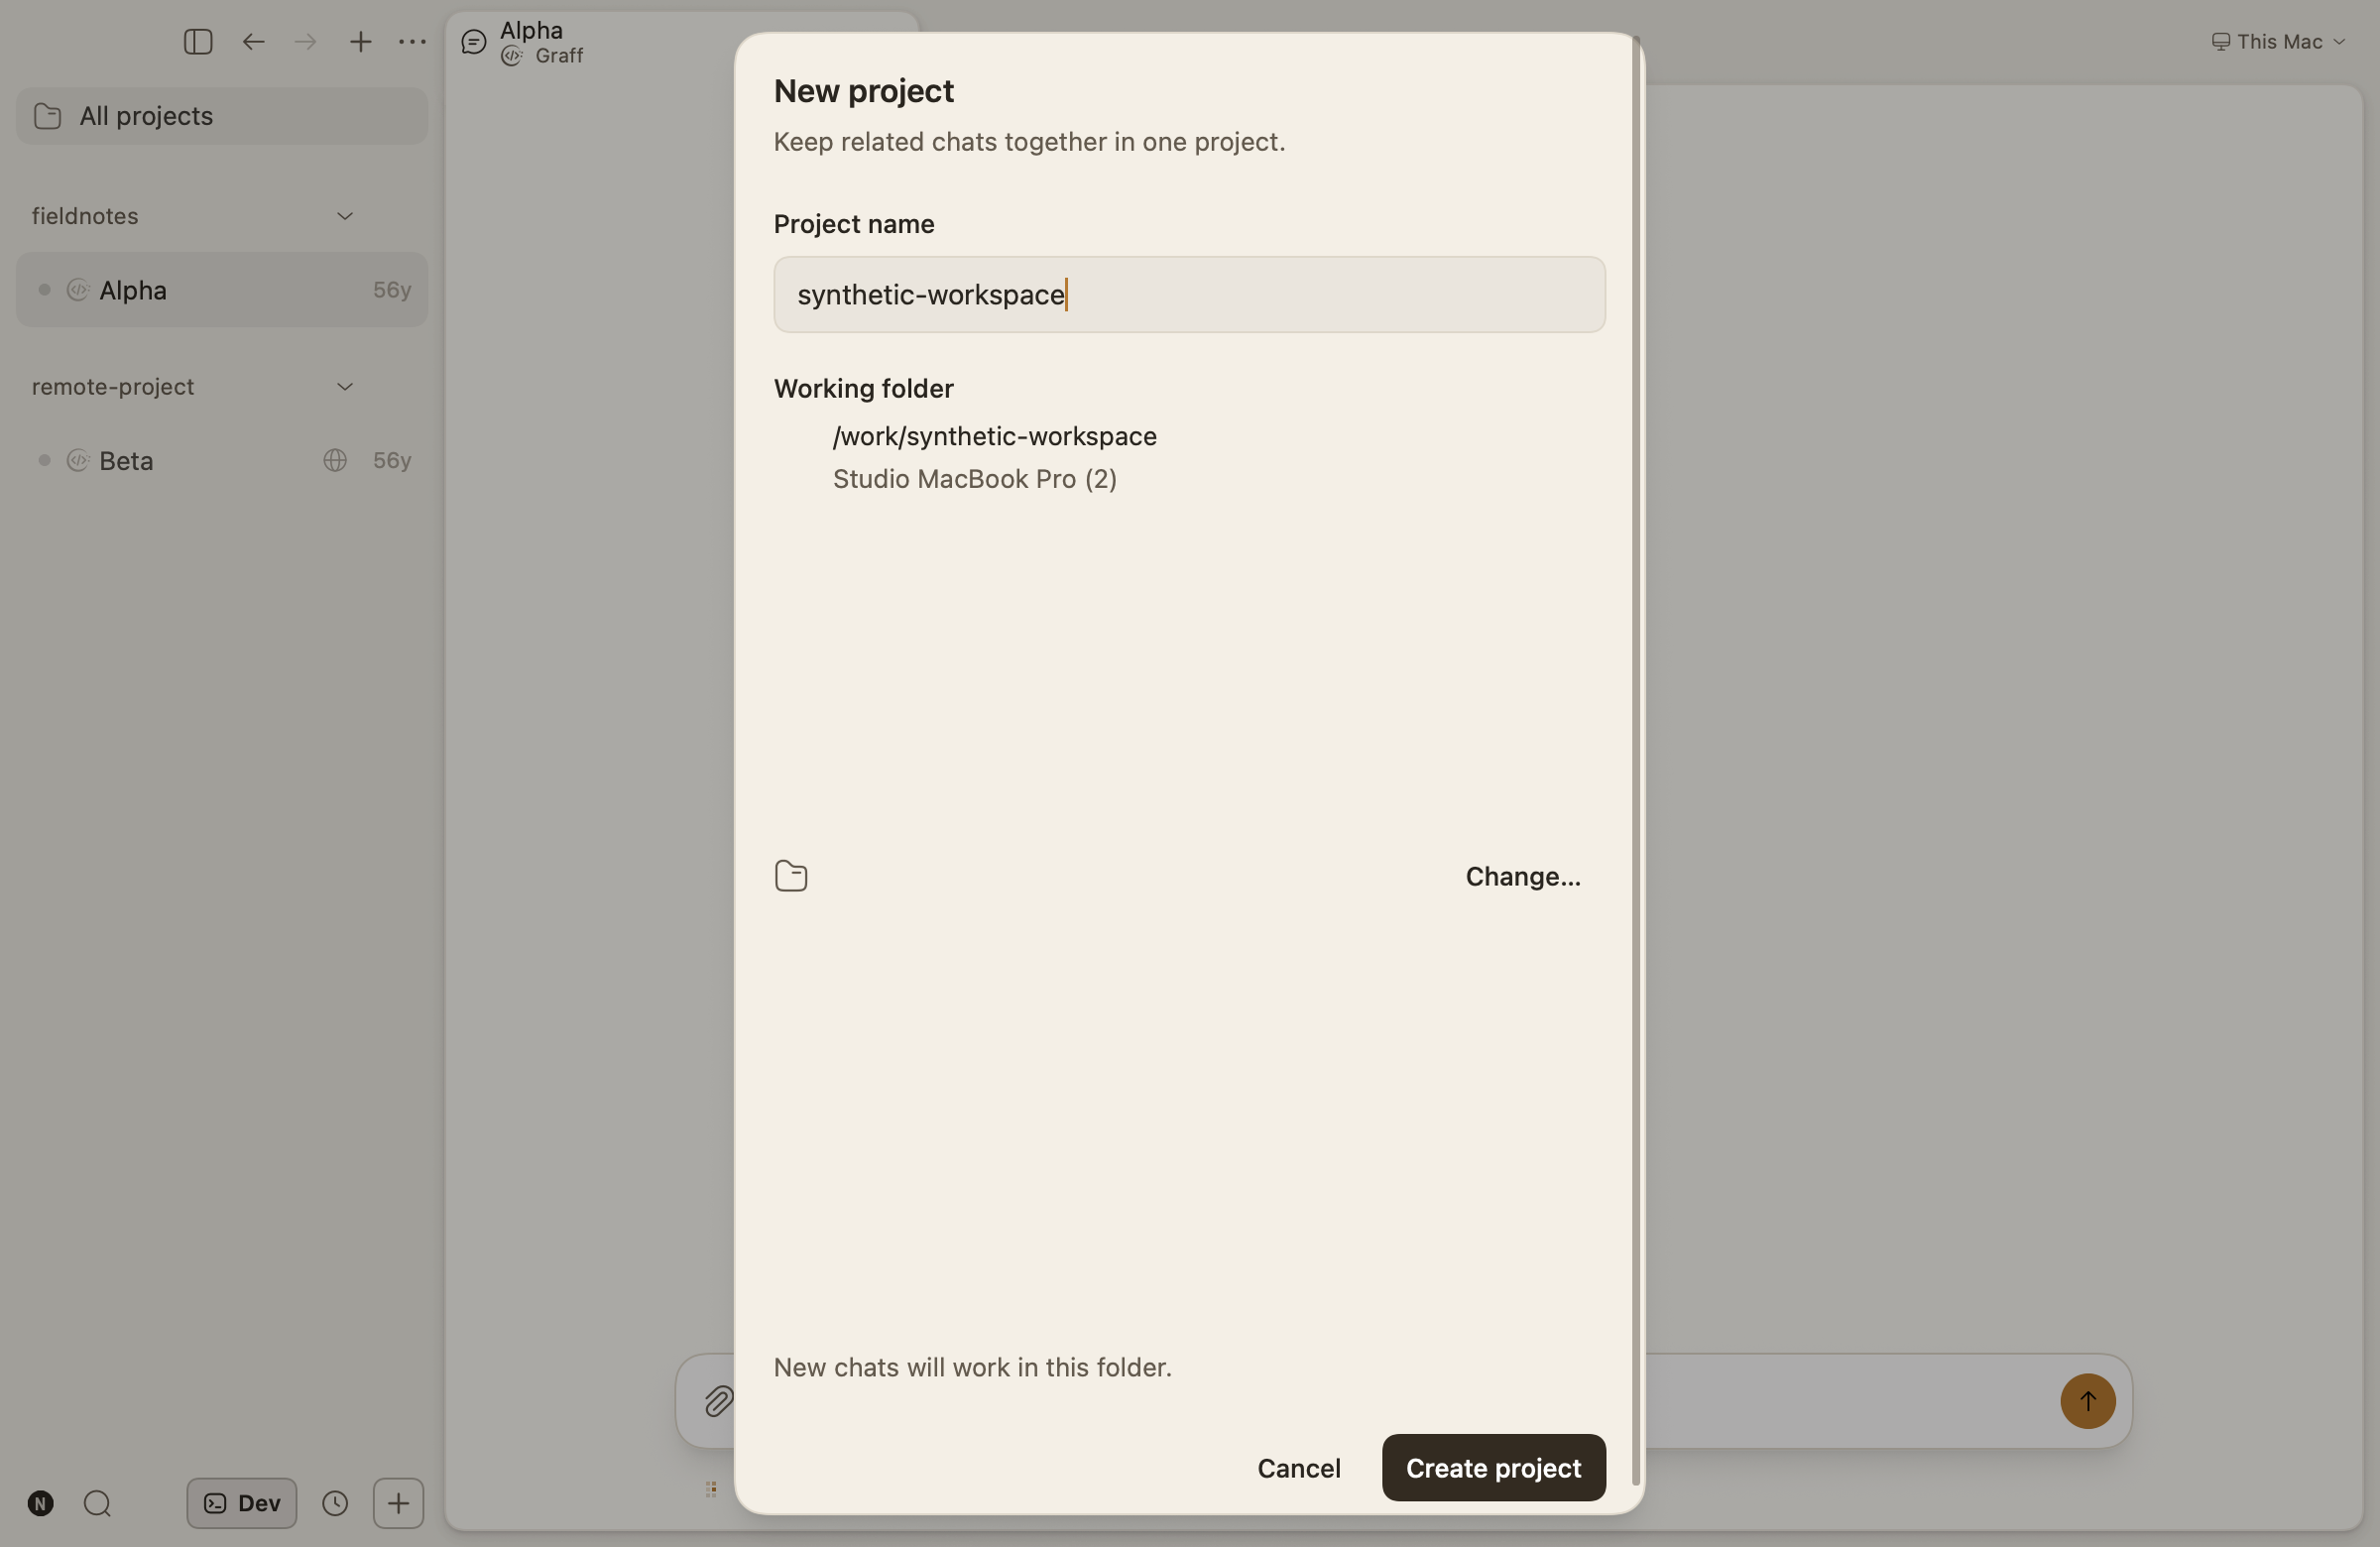 Alpha
Graff
This Mac
All projects
fieldnotes
Alpha 56y
remote-project
Beta 56y
N
Dev
New project
Keep related chats together in one project.
Project name
synthetic-workspace
Working folder
/work/synthetic-workspace
Studio MacBook Pro (2)
Change...
New chats will work in this folder.
Cancel
Create project